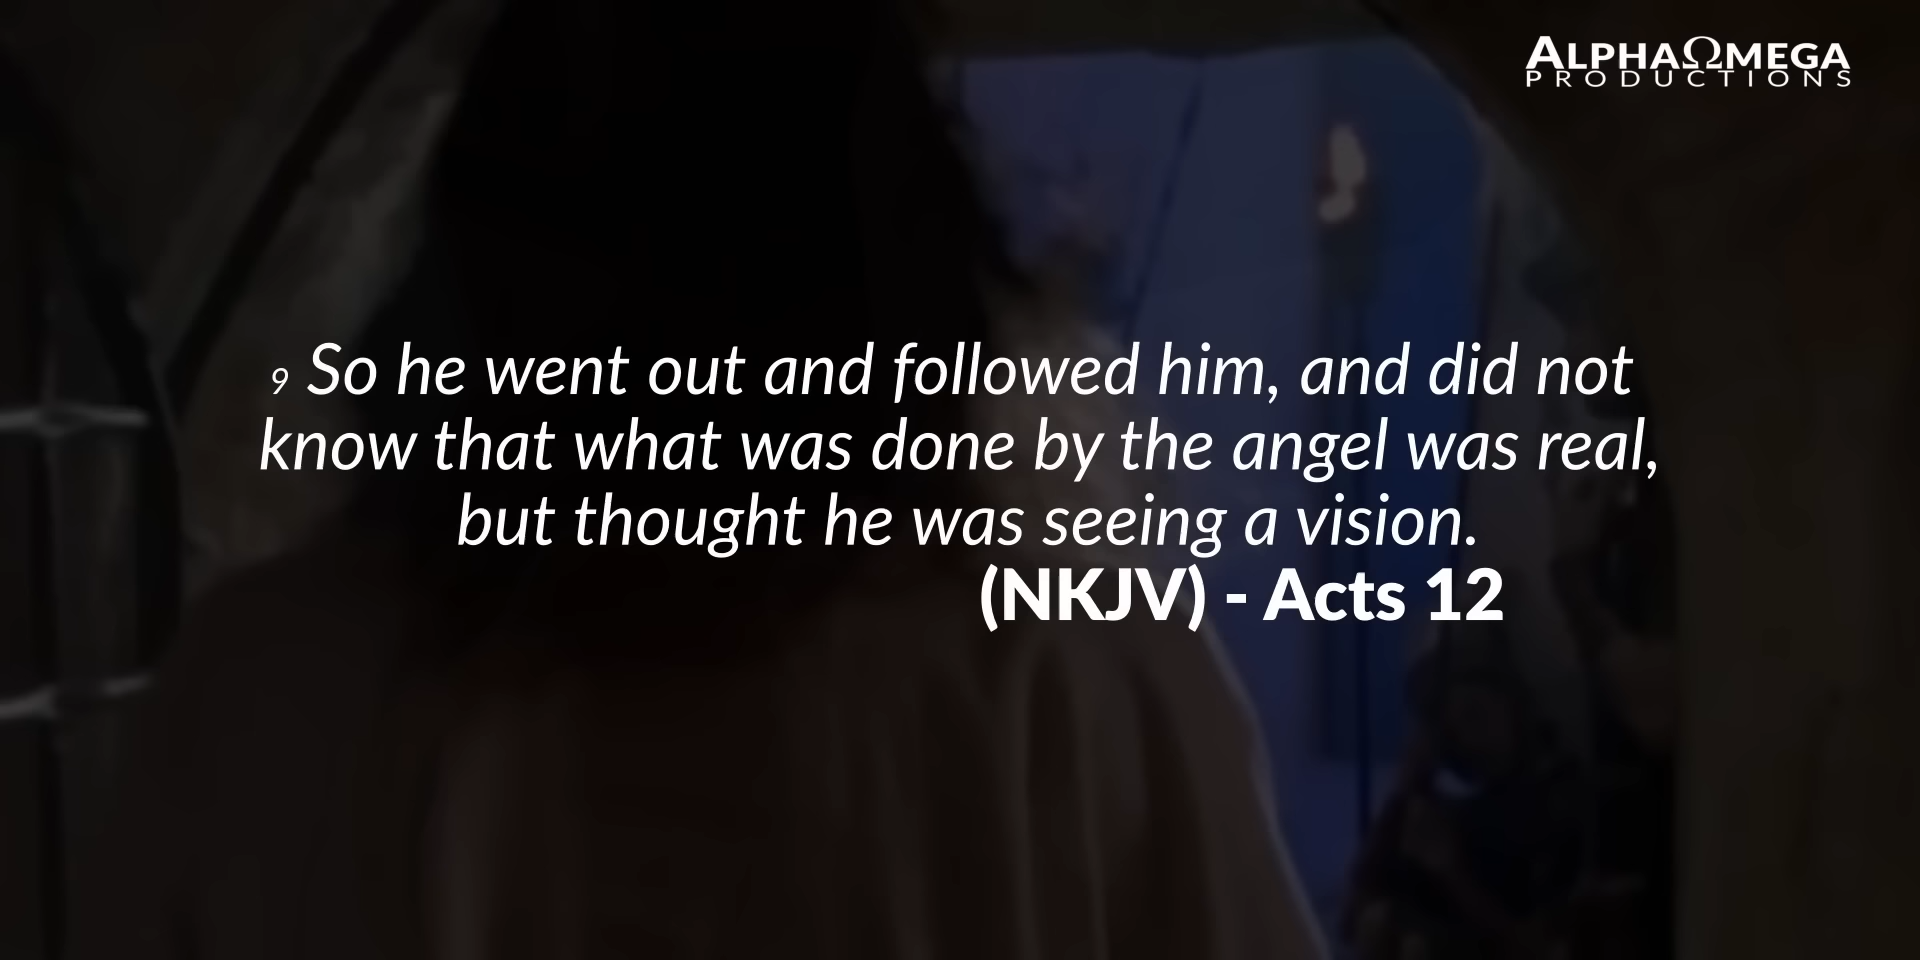 ALPHAΩMEGA
PRODUCTIONS
9 So he went out and followed him, and did not
know that what was done by the angel was real,
but thought he was seeing a vision.
(NKJV) - Acts 12